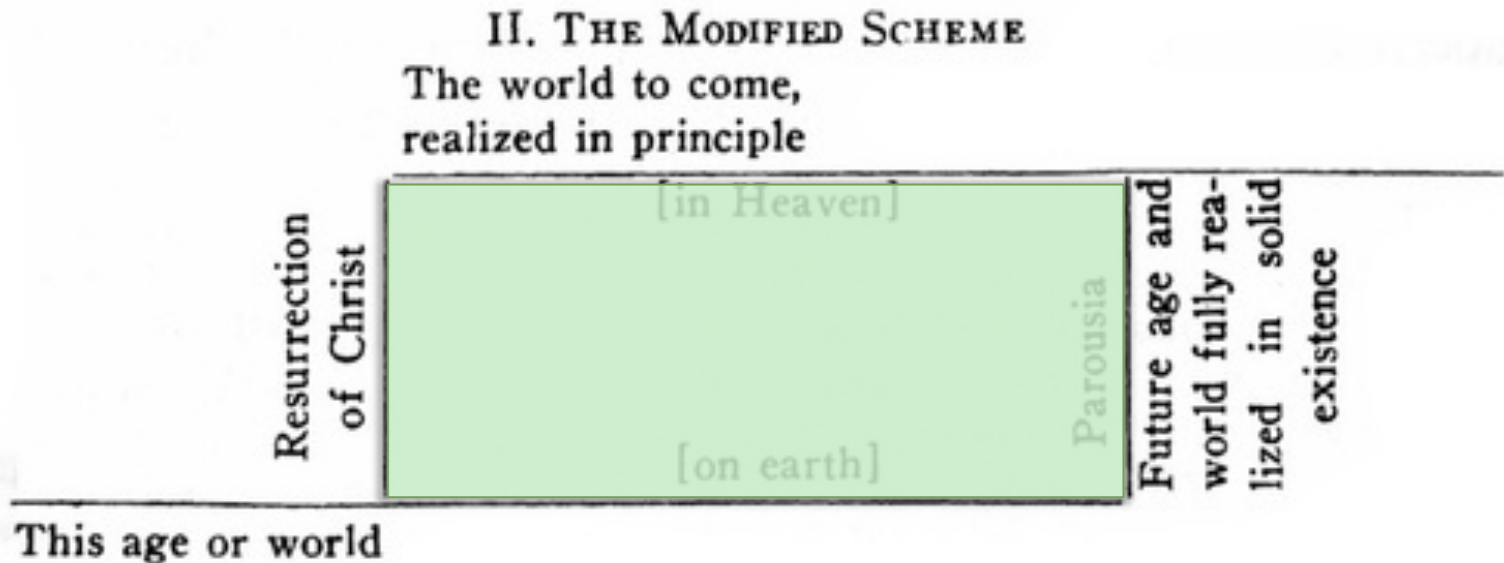 II. THE MODIFIED SCHEME
The world to come,
realized in principle
[in Heaven]
Resurrection
of Christ
Parousia
Future age and
world fully rea-
lized in solid
existence
[on earth]
This age or world